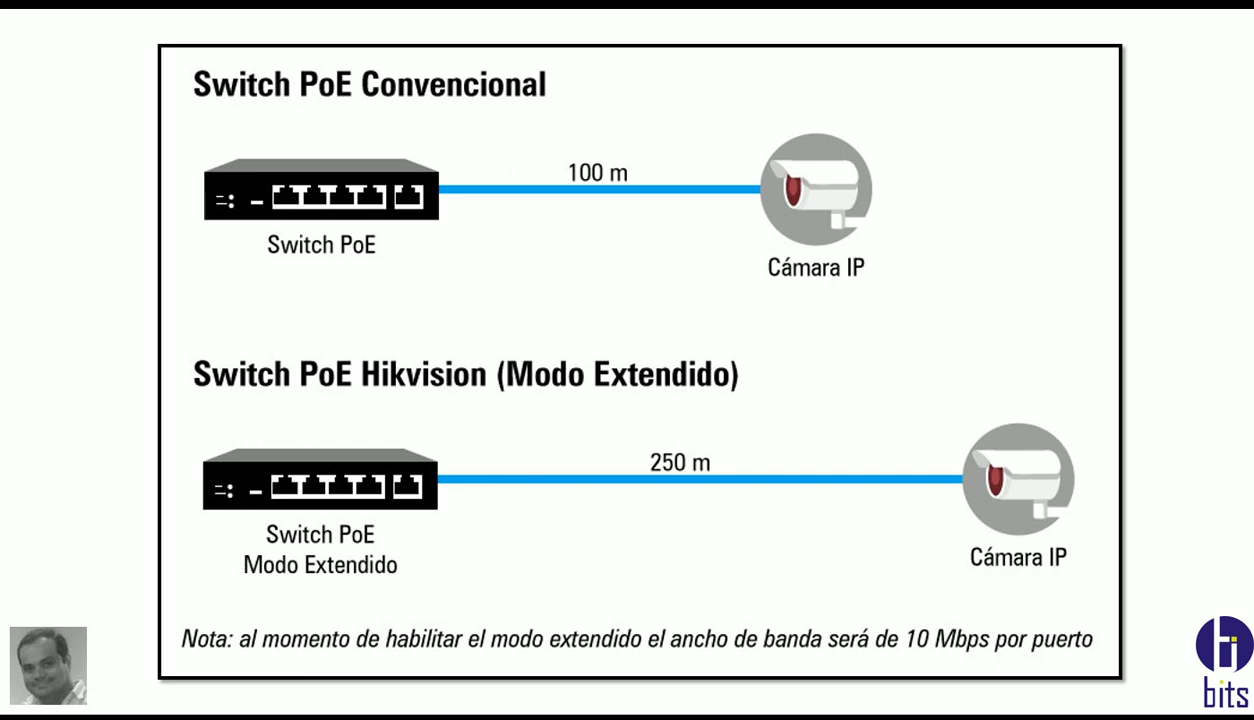 Switch PoE Convencional
100 m
Switch PoE
Cámara IP
Switch PoE Hikvision (Modo Extendido)
250 m
Switch PoE
Modo Extendido
Cámara IP
Nota: al momento de habilitar el modo extendido el ancho de banda será de 10 Mbps por puerto
bits